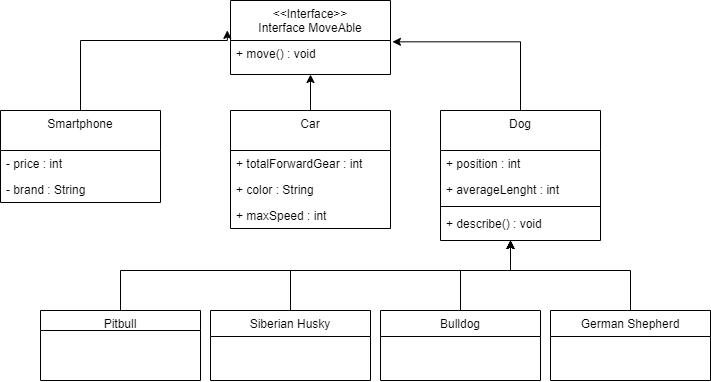 <<Interface>>
Interface MoveAble
+ move() : void
Smartphone
- price : int
- brand : String
Car
+ totalForwardGear : int
+ color : String
+ maxSpeed : int
Dog
+ position : int
+ averageLenght : int
+ describe() : void
Pitbull
Siberian Husky
Bulldog
German Shepherd